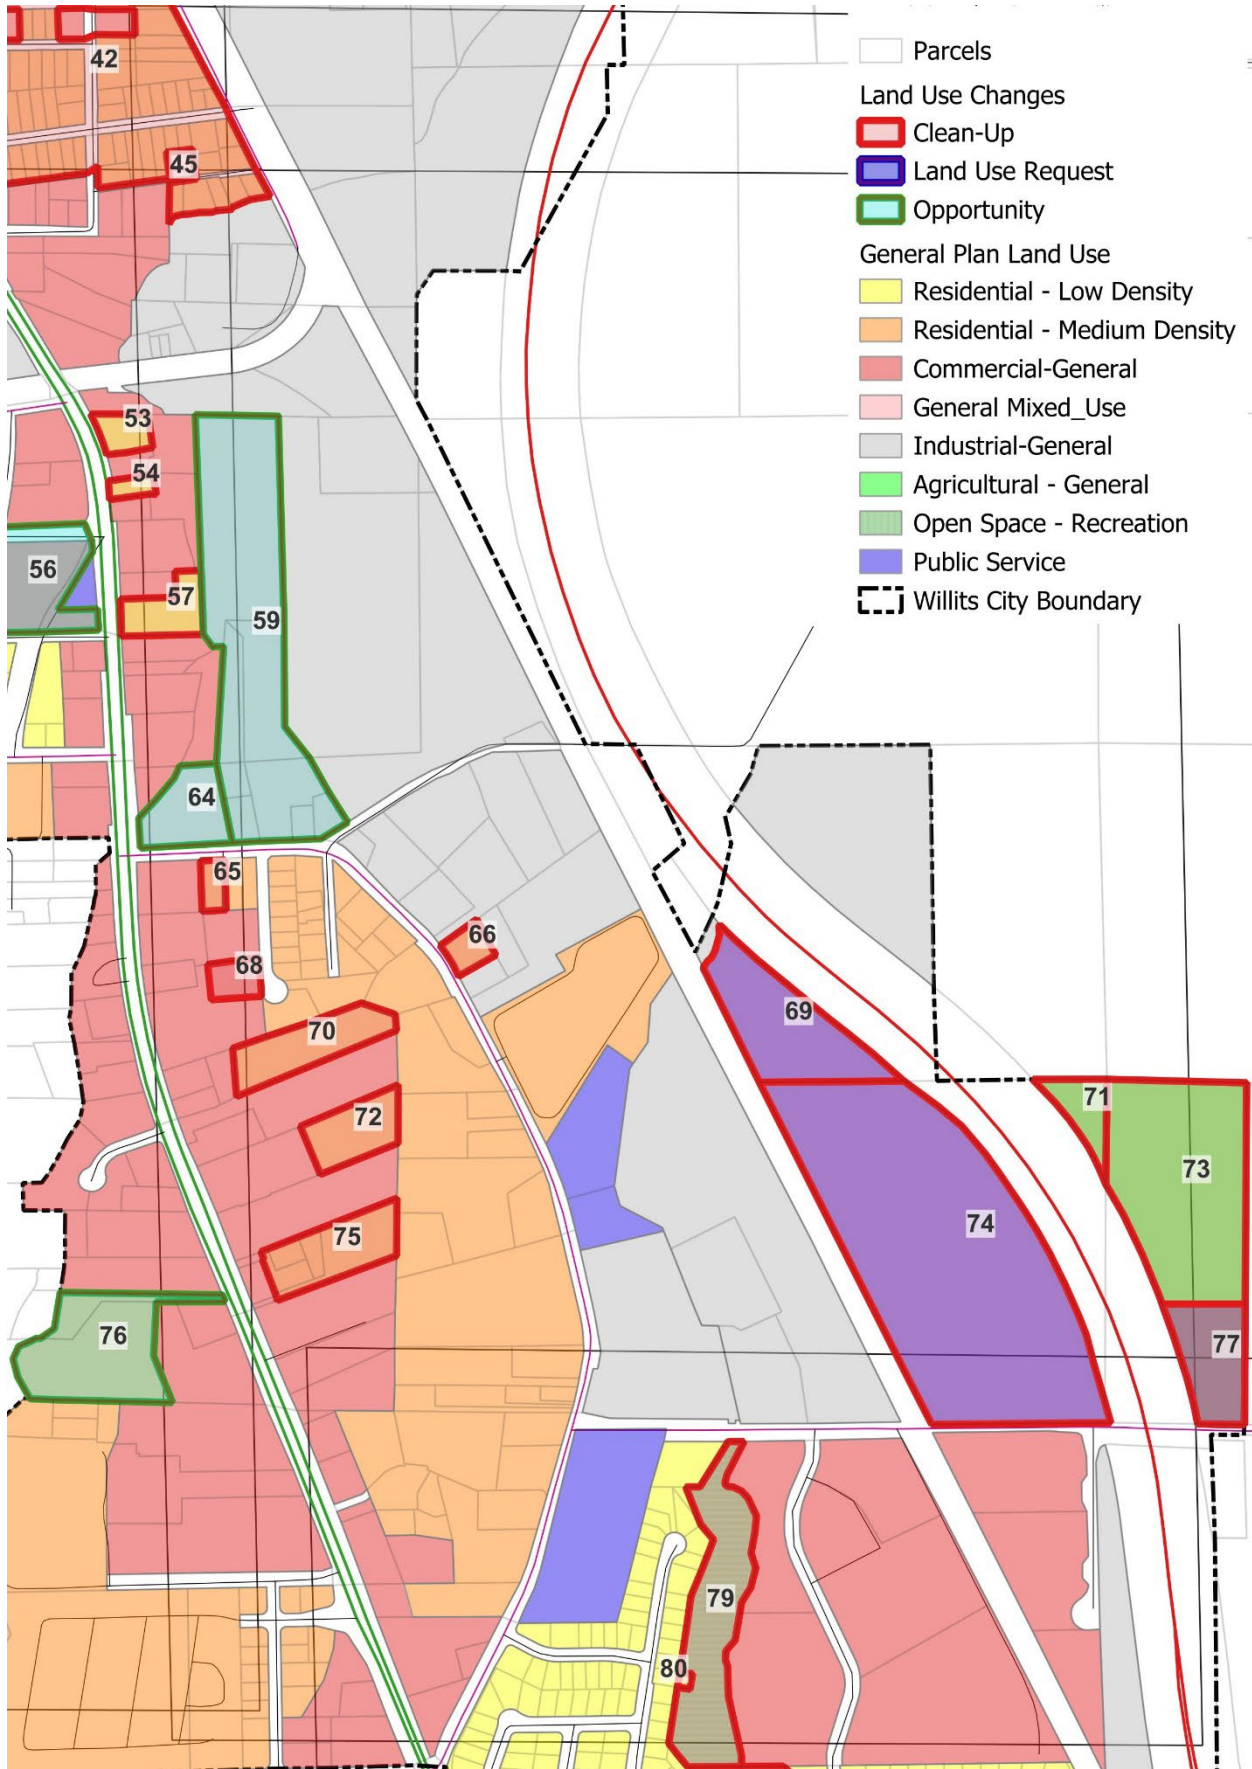 Parcels
Land Use Changes
Clean-Up
Land Use Request
Opportunity
General Plan Land Use
Residential - Low Density
Residential - Medium Density
Commercial-General
General Mixed_Use
Industrial-General
Agricultural - General
Open Space - Recreation
Public Service
Willits City Boundary
42
45
53
54
56
57
59
64
65
66
68
69
70
71
72
73
74
75
76
77
79
80